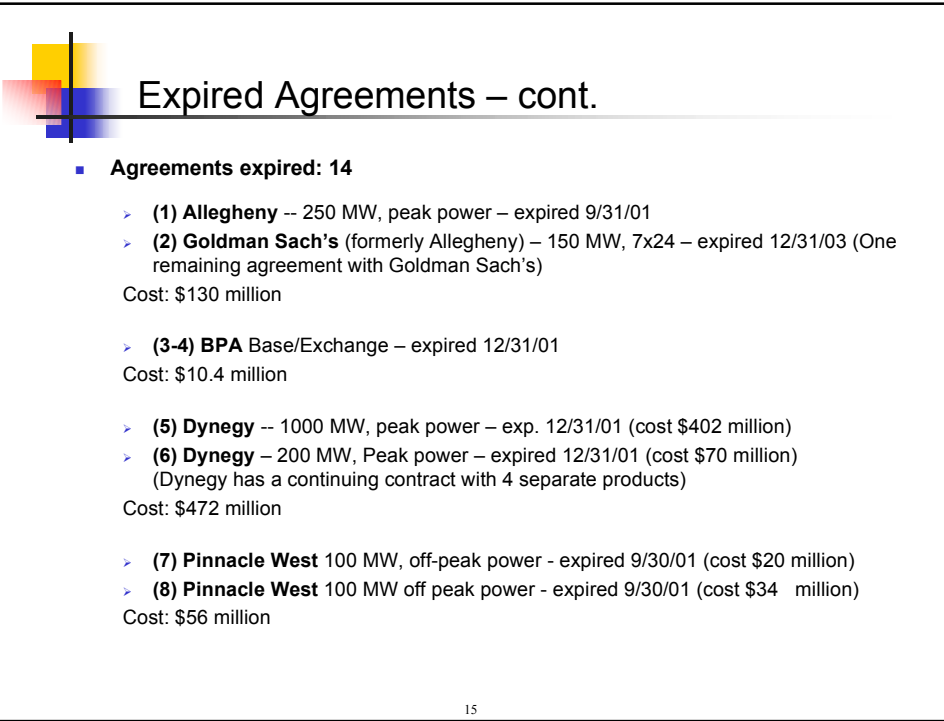 Expired Agreements – cont.
▪ Agreements expired: 14
➢ (1) Allegheny -- 250 MW, peak power – expired 9/31/01
➢ (2) Goldman Sach’s (formerly Allegheny) – 150 MW, 7x24 – expired 12/31/03 (One
remaining agreement with Goldman Sach’s)
Cost: $130 million
➢ (3-4) BPA Base/Exchange – expired 12/31/01
Cost: $10.4 million
➢ (5) Dynegy -- 1000 MW, peak power – exp. 12/31/01 (cost $402 million)
➢ (6) Dynegy – 200 MW, Peak power – expired 12/31/01 (cost $70 million)
(Dynegy has a continuing contract with 4 separate products)
Cost: $472 million
➢ (7) Pinnacle West 100 MW, off-peak power - expired 9/30/01 (cost $20 million)
➢ (8) Pinnacle West 100 MW off peak power - expired 9/30/01 (cost $34 million)
Cost: $56 million
15